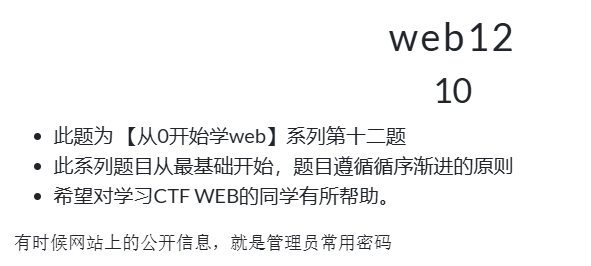 web12
10
此题为 【从0开始学web】系列第十二题
此系列题目从最基础开始，题目遵循循序渐进的原则
希望对学习CTF WEB的同学有所帮助。
有时候网站上的公开信息，就是管理员常用密码